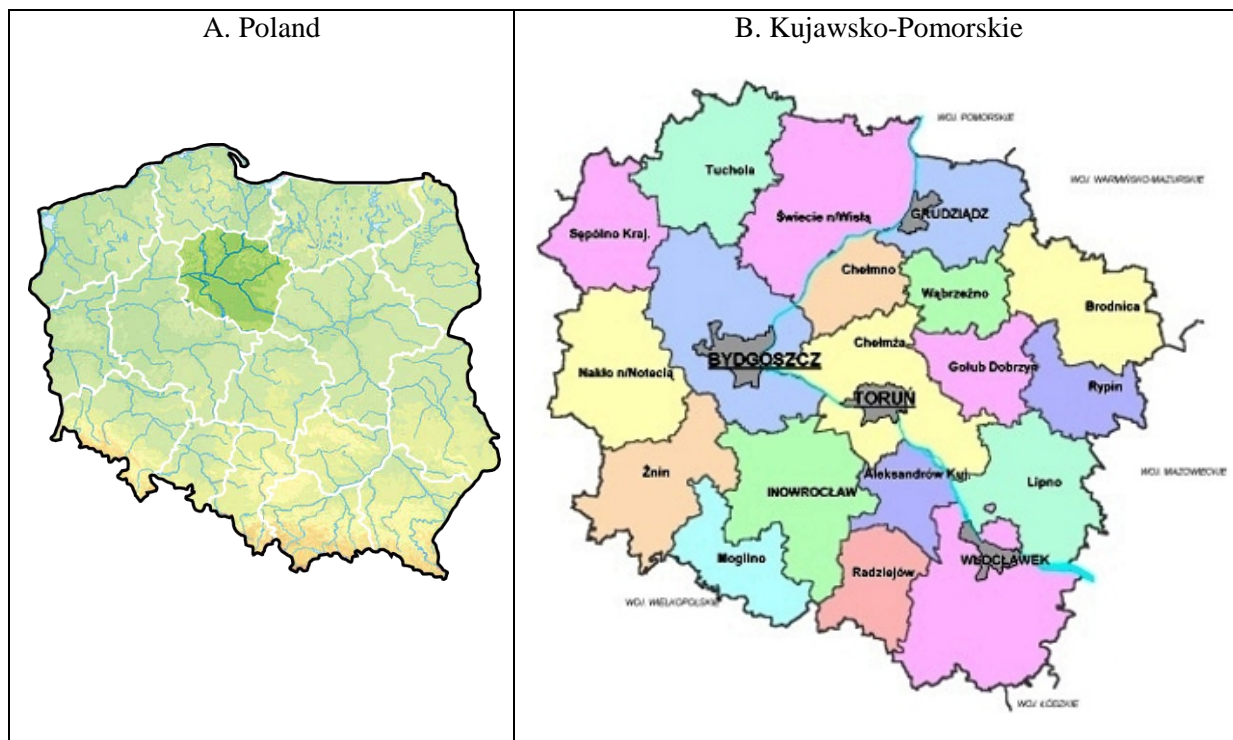 A. Poland
B. Kujawsko-Pomorskie
WOJ. POMORSKIE
Tuchola
WOJ. WARMIŃSKO-MAZURSKIE
Świecie n/Wisłą
GRUDZIĄDZ
Sępólno Kraj.
Chełmno
Wąbrzeźno
Brodnica
Chełmża
BYDGOSZCZ
Nakło n/Notecią
Golub Dobrzyn
Rypin
TORUŃ
Żnin
Aleksandrów Kuj.
WOJ. MAZOWIECKIE
INOWROCŁAW
Lipno
Mogilno
WŁOCŁAWEK
Radziejów
WOJ. WIELKOPOLSKIE
WOJ. ŁÓDZKIE